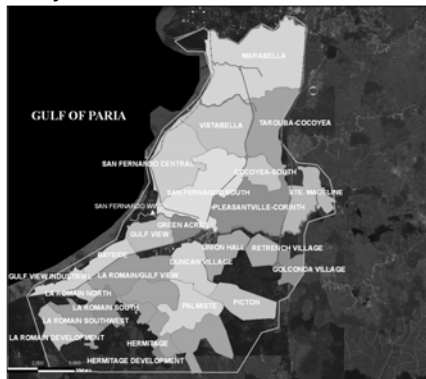 MARABELLA
GULF OF PARIA
VISTABELLA
TAROUBA-COCOYEA
SAN FERNANDO CENTRAL
COCOYEA-SOUTH
SAN FERNANDO SOUTH
STE. MADELINE
SAN FERNANDO
PLEASANTVILLE-CORINTH
GREEN ACRES
GULF VIEW
UNION HALL
RETRENCH VILLAGE
BAYSIDE
DUNCAN VILLAGE
GOLCONDA VILLAGE
GULF VIEW INDUSTRIAL
LA ROMAIN/GULF VIEW
LA ROMAIN NORTH
PICTON
LA ROMAIN SOUTH
PALMISTE
LA ROMAIN SOUTHWEST
LA ROMAIN DEVELOPMENT
HERMITAGE
HERMITAGE DEVELOPMENT
Meters